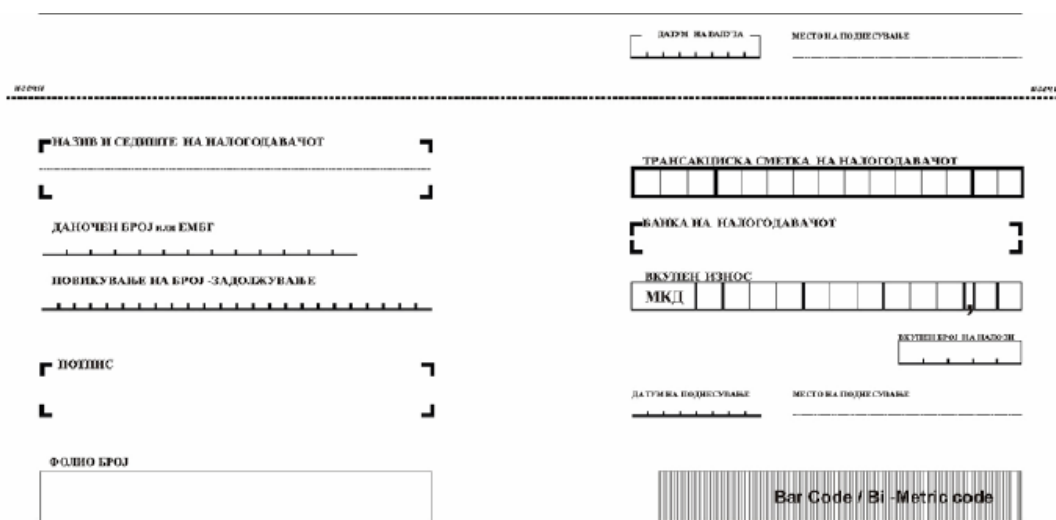 ДАТУМ НА ВАЛУТА
МЕСТО НА ПОДНЕСУВАЊЕ
НАЗИВ И СЕДИШТЕ НА НАЛОГОДАВАЧОТ
ТРАНСАКЦИСКА СМЕТКА НА НАЛОГОДАВАЧОТ
ДАНОЧЕН БРОЈ или ЕМБГ
БАНКА НА НАЛОГОДАВАЧОТ
ПОВИКУВАЊЕ НА БРОЈ -ЗАДОЛЖУВАЊЕ
ВКУПЕН ИЗНОС
МКД ,
ВКУПЕН БРОЈ НА НАЛОЗИ
ПОТПИС
ДАТУМ НА ПОДНЕСУВАЊЕ
МЕСТО НА ПОДНЕСУВАЊЕ
ФОЛИО БРОЈ
Bar Code / Bi -Metric code